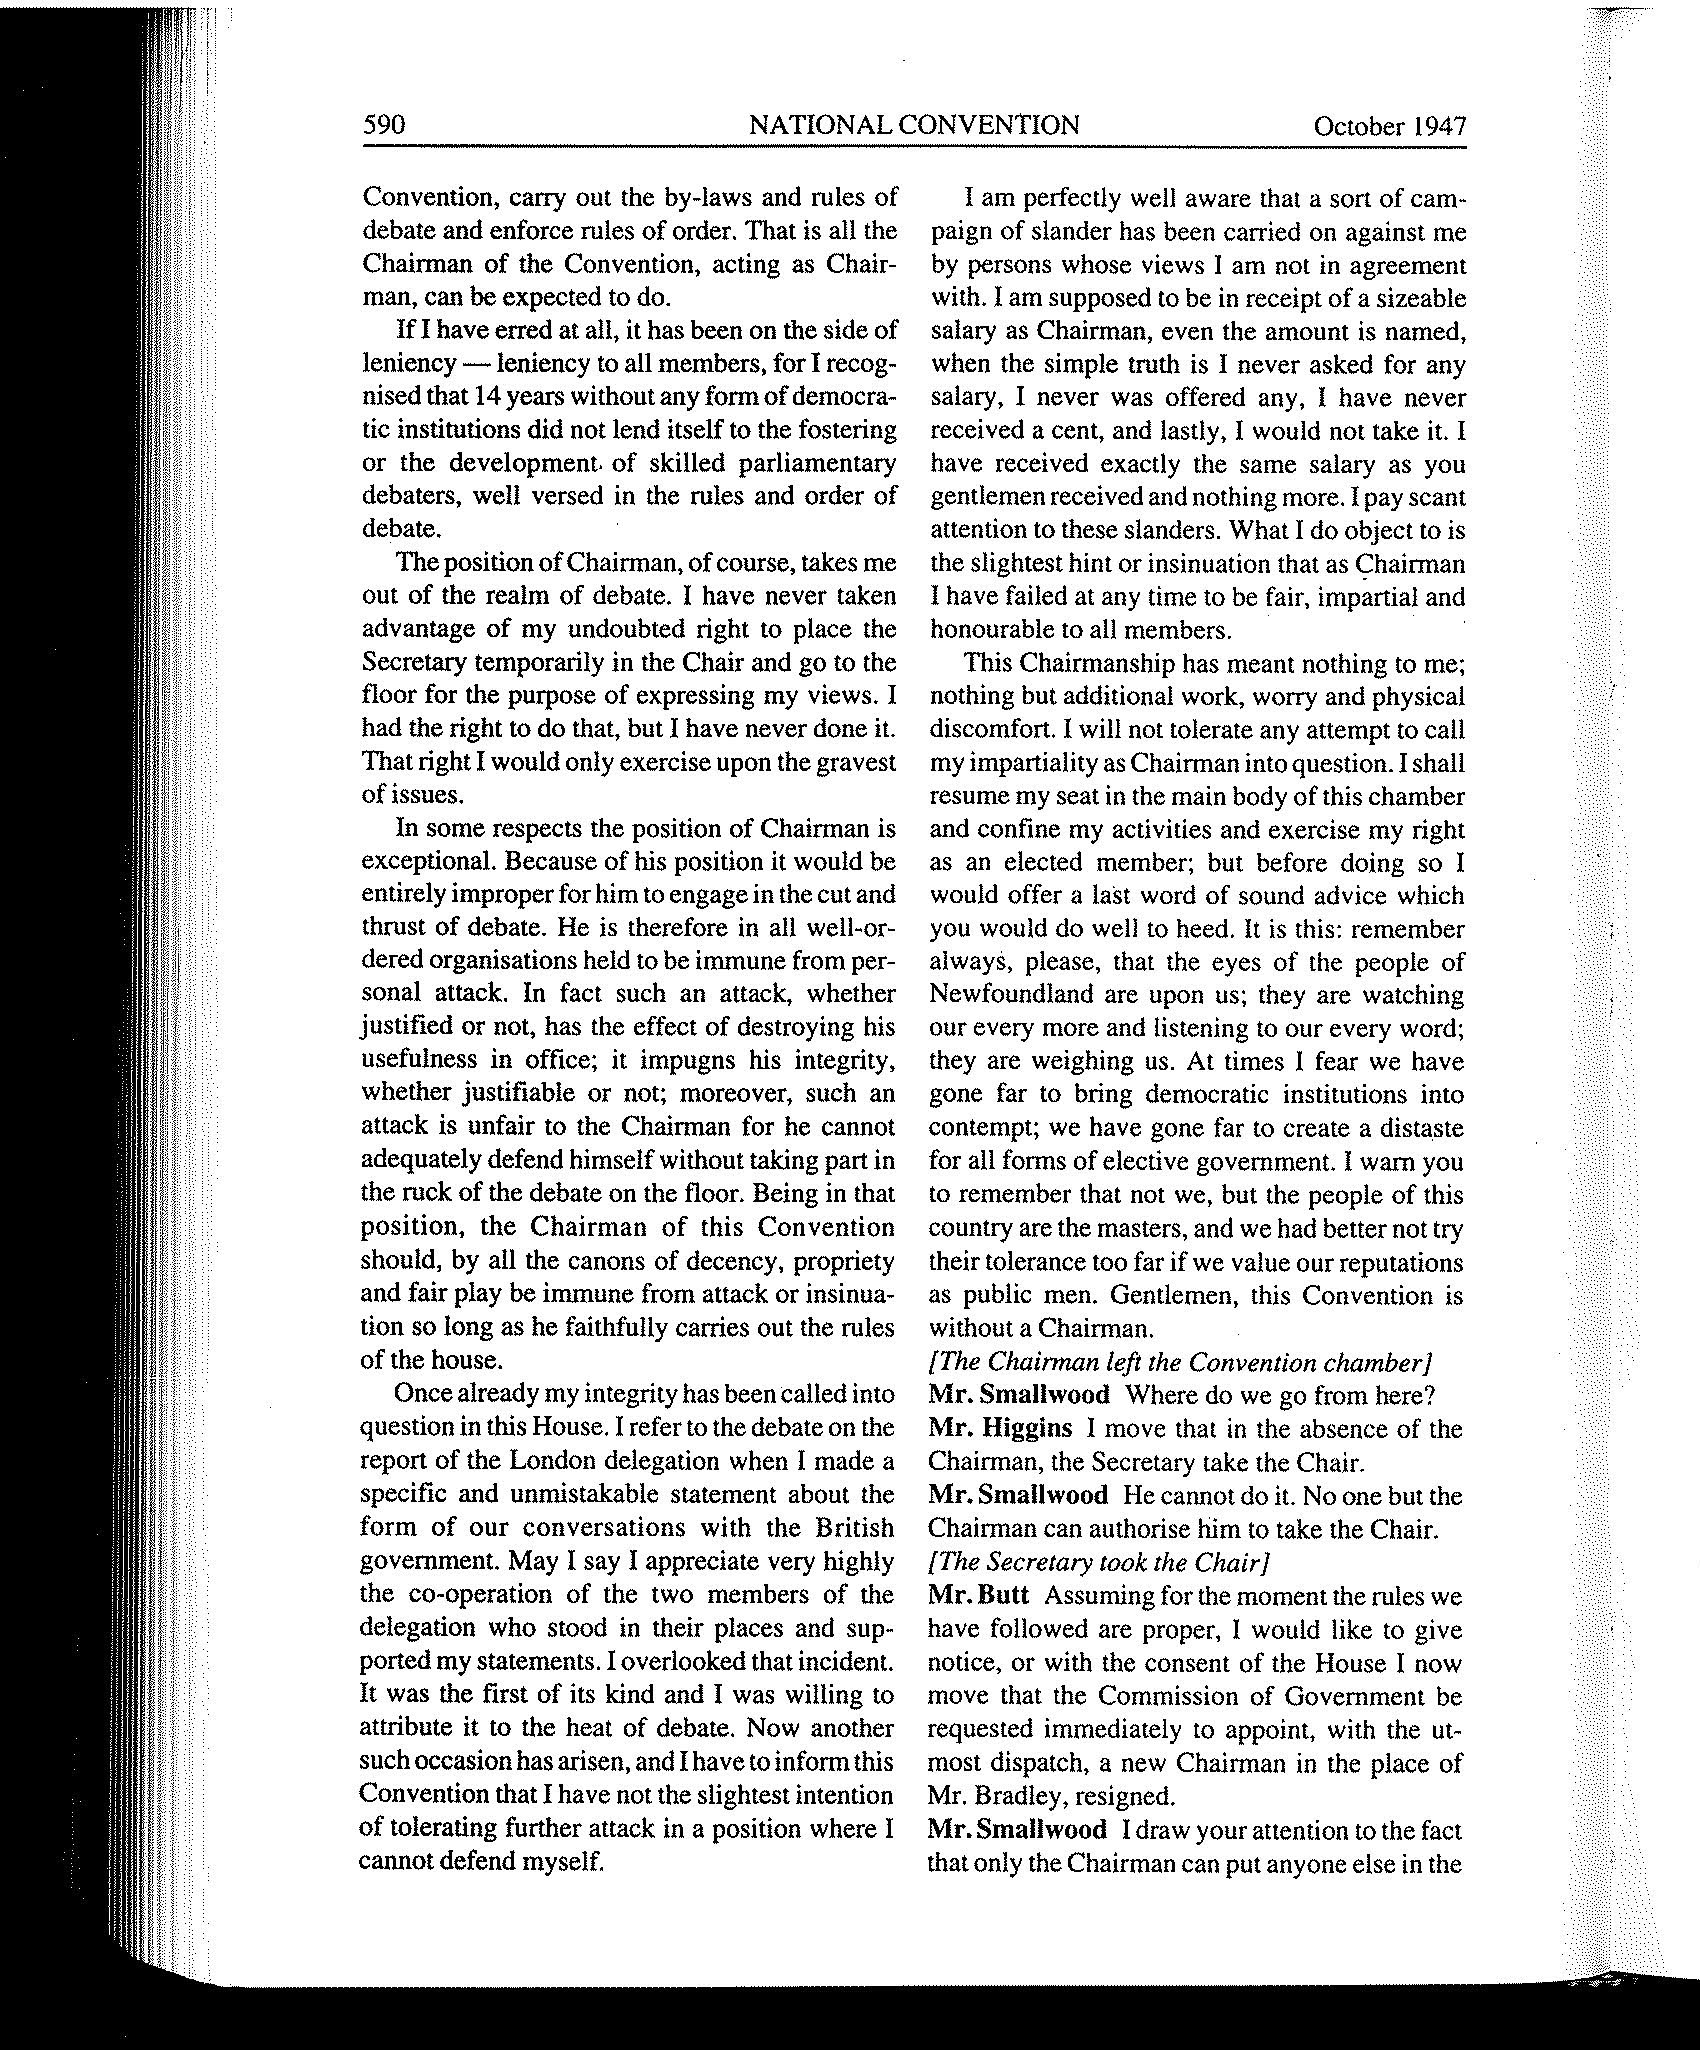 590 NATIONAL CONVENTION October 1947
Convention, carry out the by-laws and rules of
debate and enforce rules of order. That is all the
Chairman of the Convention, acting as Chair-
man, can be expected to do.
If I have erred at all, it has been on the side of
leniency — leniency to all members, for I recog-
nised that 14 years without any form of democra-
tic institutions did not lend itself to the fostering
or the development of skilled parliamentary
debaters, well versed in the rules and order of
debate.
The position of Chairman, of course, takes me
out of the realm of debate. I have never taken
advantage of my undoubted right to place the
Secretary temporarily in the Chair and go to the
floor for the purpose of expressing my views. I
had the right to do that, but I have never done it.
That right I would only exercise upon the gravest
of issues.
In some respects the position of Chairman is
exceptional. Because of his position it would be
entirely improper for him to engage in the cut and
thrust of debate. He is therefore in all well-or-
dered organisations held to be immune from per-
sonal attack. In fact such an attack, whether
justified or not, has the effect of destroying his
usefulness in office; it impugns his integrity,
whether justifiable or not; moreover, such an
attack is unfair to the Chairman for he cannot
adequately defend himself without taking part in
the ruck of the debate on the floor. Being in that
position, the Chairman of this Convention
should, by all the canons of decency, propriety
and fair play be immune from attack or insinua-
tion so long as he faithfully carries out the rules
of the house.
Once already my integrity has been called into
question in this House. I refer to the debate on the
report of the London delegation when I made a
specific and unmistakable statement about the
form of our conversations with the British
government. May I say I appreciate very highly
the co-operation of the two members of the
delegation who stood in their places and sup-
ported my statements. I overlooked that incident.
It was the first of its kind and I was willing to
attribute it to the heat of debate. Now another
such occasion has arisen, and I have to inform this
Convention that I have not the slightest intention
of tolerating further attack in a position where I
cannot defend myself.
I am perfectly well aware that a sort of cam-
paign of slander has been carried on against me
by persons whose views I am not in agreement
with. I am supposed to be in receipt of a sizeable
salary as Chairman, even the amount is named,
when the simple truth is I never asked for any
salary, I never was offered any, I have never
received a cent, and lastly, I would not take it. I
have received exactly the same salary as you
gentlemen received and nothing more. I pay scant
attention to these slanders. What I do object to is
the slightest hint or insinuation that as Chairman
I have failed at any time to be fair, impartial and
honourable to all members.
This Chairmanship has meant nothing to me;
nothing but additional work, worry and physical
discomfort. I will not tolerate any attempt to call
my impartiality as Chairman into question. I shall
resume my seat in the main body of this chamber
and confine my activities and exercise my right
as an elected member; but before doing so I
would offer a last word of sound advice which
you would do well to heed. It is this: remember
always, please, that the eyes of the people of
Newfoundland are upon us; they are watching
our every more and listening to our every word;
they are weighing us. At times I fear we have
gone far to bring democratic institutions into
contempt; we have gone far to create a distaste
for all forms of elective government. I warn you
to remember that not we, but the people of this
country are the masters, and we had better not try
their tolerance too far if we value our reputations
as public men. Gentlemen, this Convention is
without a Chairman.
[The Chairman left the Convention chamber]
Mr. Smallwood Where do we go from here?
Mr. Higgins I move that in the absence of the
Chairman, the Secretary take the Chair.
Mr. Smallwood He cannot do it. No one but the
Chairman can authorise him to take the Chair.
[The Secretary took the Chair]
Mr. Butt Assuming for the moment the rules we
have followed are proper, I would like to give
notice, or with the consent of the House I now
move that the Commission of Government be
requested immediately to appoint, with the ut-
most dispatch, a new Chairman in the place of
Mr. Bradley, resigned.
Mr. Smallwood I draw your attention to the fact
that only the Chairman can put anyone else in the